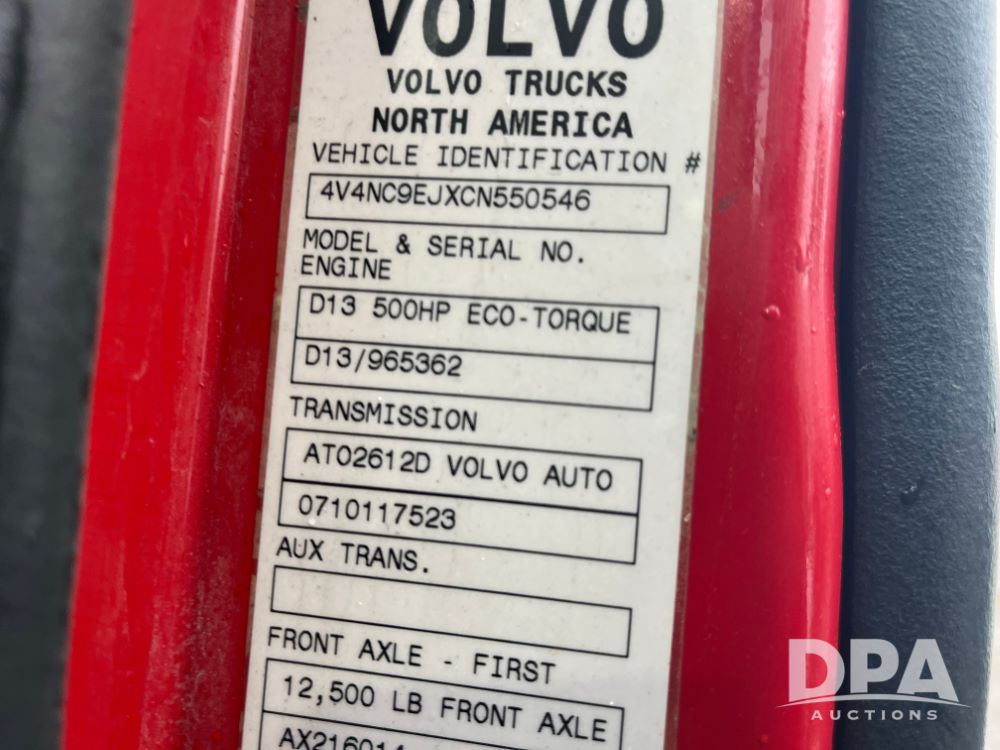 VOLVO
VOLVO TRUCKS
NORTH AMERICA
VEHICLE IDENTIFICATION #
4V4NC9EJXCN550546
MODEL & SERIAL NO.
ENGINE
D13 500HP ECO-TORQUE
D13/965362
TRANSMISSION
ATO2612D VOLVO AUTO
0710117523
AUX TRANS.
FRONT AXLE - FIRST
12,500 LB FRONT AXLE
DPA
AUCTIONS